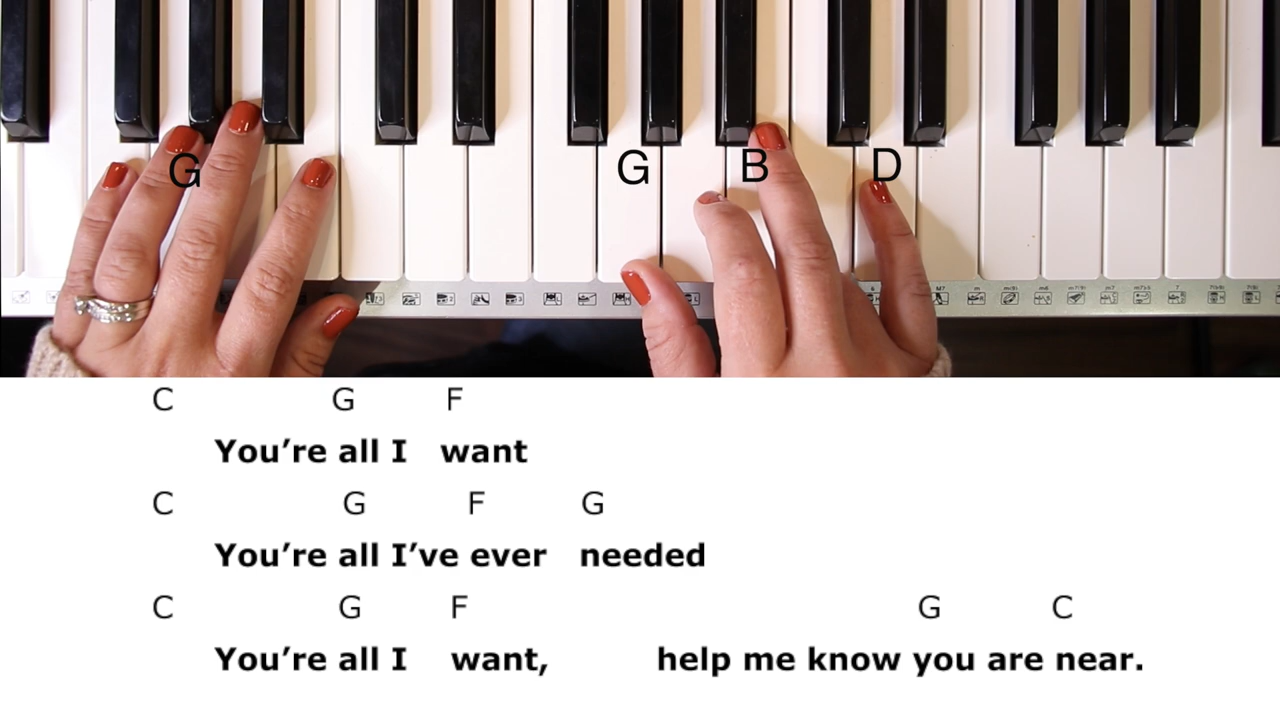 G G B D
C G F
You’re all I want
C G F G
You’re all I’ve ever needed
C G F G C
You’re all I want, help me know you are near.